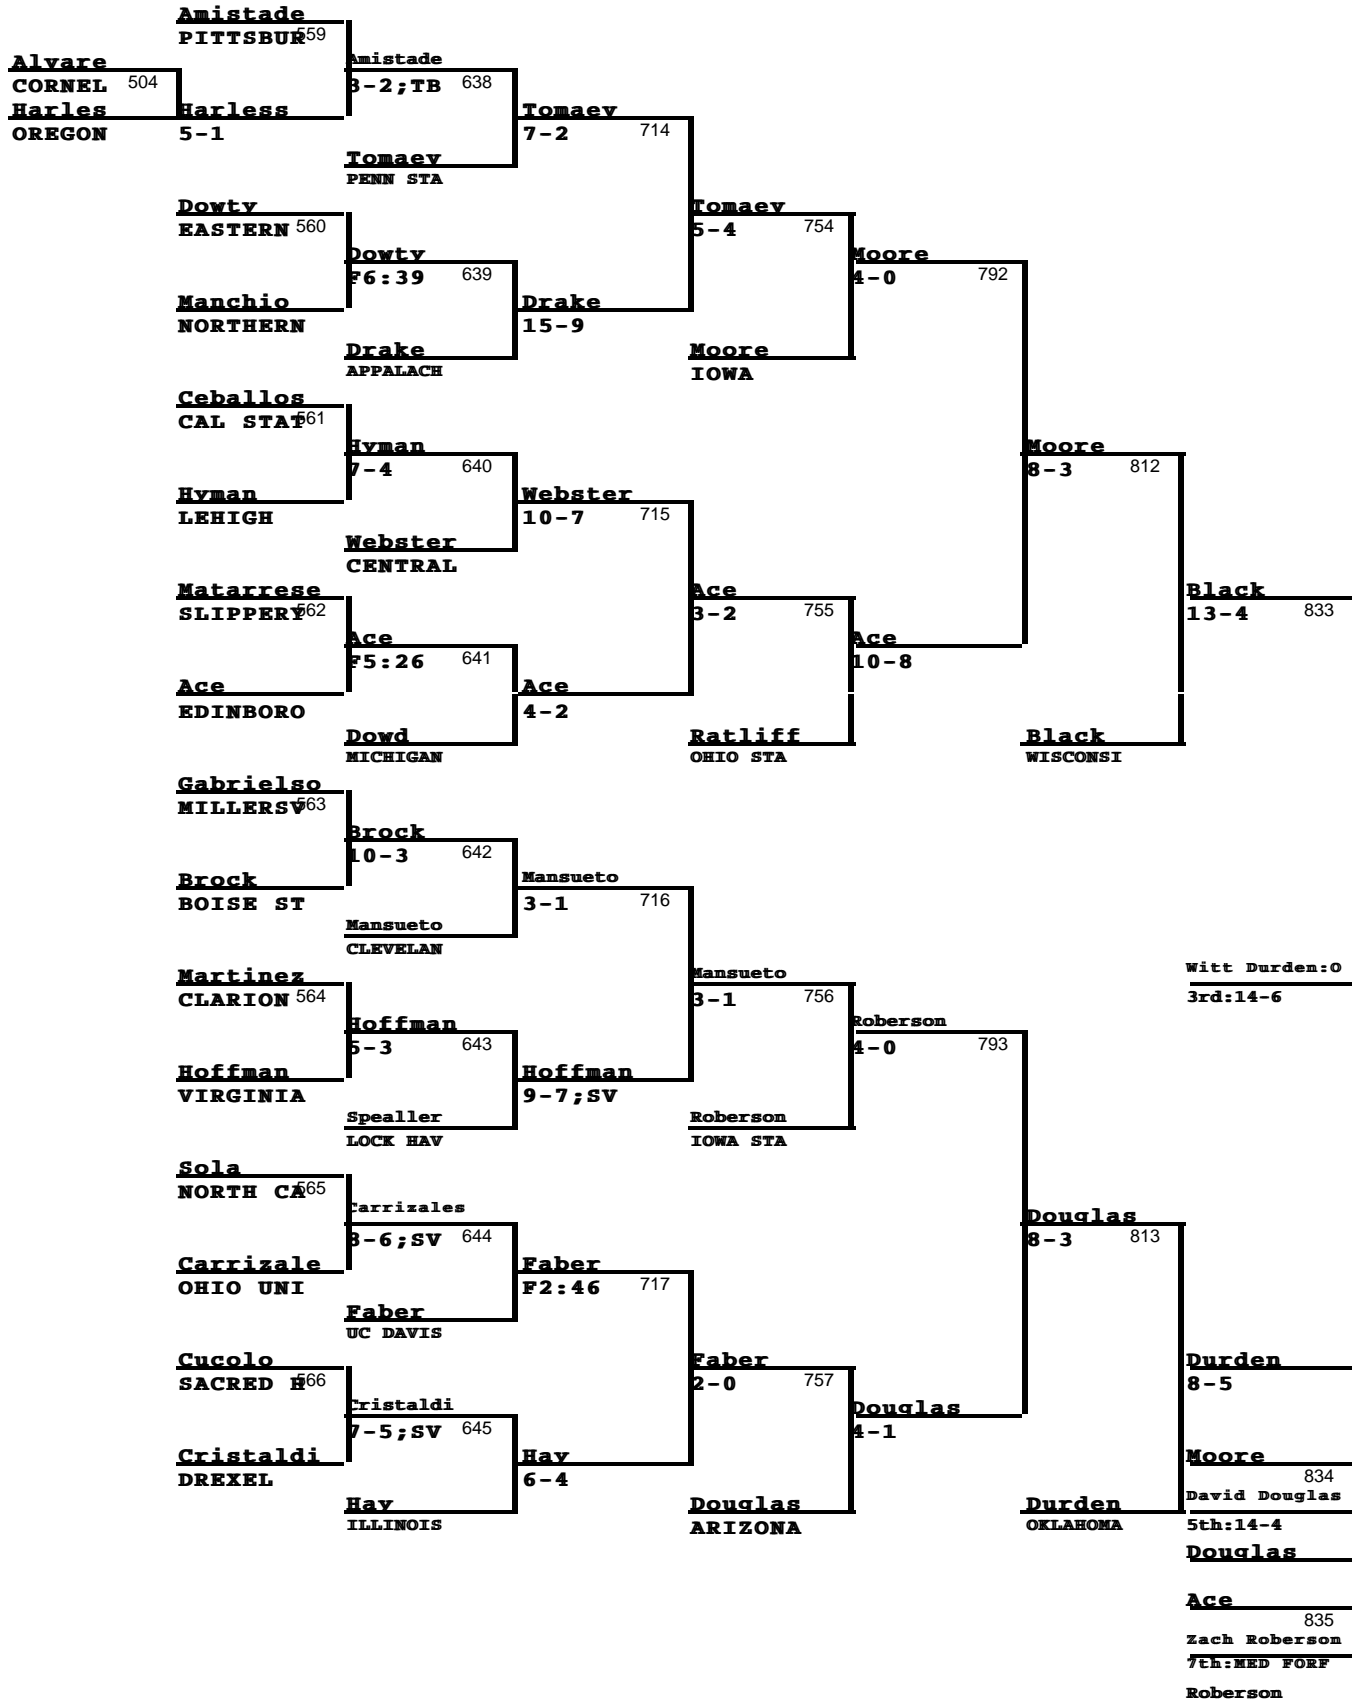 Amistade
PITTSBUR 559
Alvare
CORNEL 504
Harles
OREGON
Harless
5-1
Amistade
3-2;TB 638
Tomaev
PENN STA
Tomaev
7-2 714
Dowty
EASTERN 560
Manchio
NORTHERN
Dowty
F6:39 639
Drake
APPALACH
Drake
15-9
Tomaev
5-4 754
Moore
IOWA
Moore
4-0 792
Ceballos
CAL STAT 561
Hyman
LEHIGH
Hyman
7-4 640
Webster
CENTRAL
Webster
10-7 715
Matarrese
SLIPPERY 562
Ace
EDINBORO
Ace
F5:26 641
Dowd
MICHIGAN
Ace
4-2
Ace
3-2 755
Ratliff
OHIO STA
Ace
10-8
Moore
8-3 812
Black
WISCONSI
Black
13-4 833
Gabrielso
MILLERSV 563
Brock
BOISE ST
Brock
10-3 642
Mansueto
CLEVELAN
Mansueto
3-1 716
Martinez
CLARION 564
Hoffman
VIRGINIA
Hoffman
5-3 643
Spealler
LOCK HAV
Hoffman
9-7;SV
Mansueto
3-1 756
Roberson
IOWA STA
Roberson
4-0 793
Witt Durden:O
3rd:14-6
Sola
NORTH CA 565
Carrizale
OHIO UNI
Carrizales
8-6;SV 644
Faber
UC DAVIS
Faber
F2:46 717
Cucolo
SACRED H 566
Cristaldi
DREXEL
Cristaldi
7-5;SV 645
Hay
ILLINOIS
Hay
6-4
Faber
2-0 757
Douglas
ARIZONA
Douglas
4-1
Douglas
8-3 813
Durden
OKLAHOMA
Durden
8-5
Moore
834
David Douglas
5th:14-4
Douglas
Ace
835
Zach Roberson
7th:MED FORF
Roberson